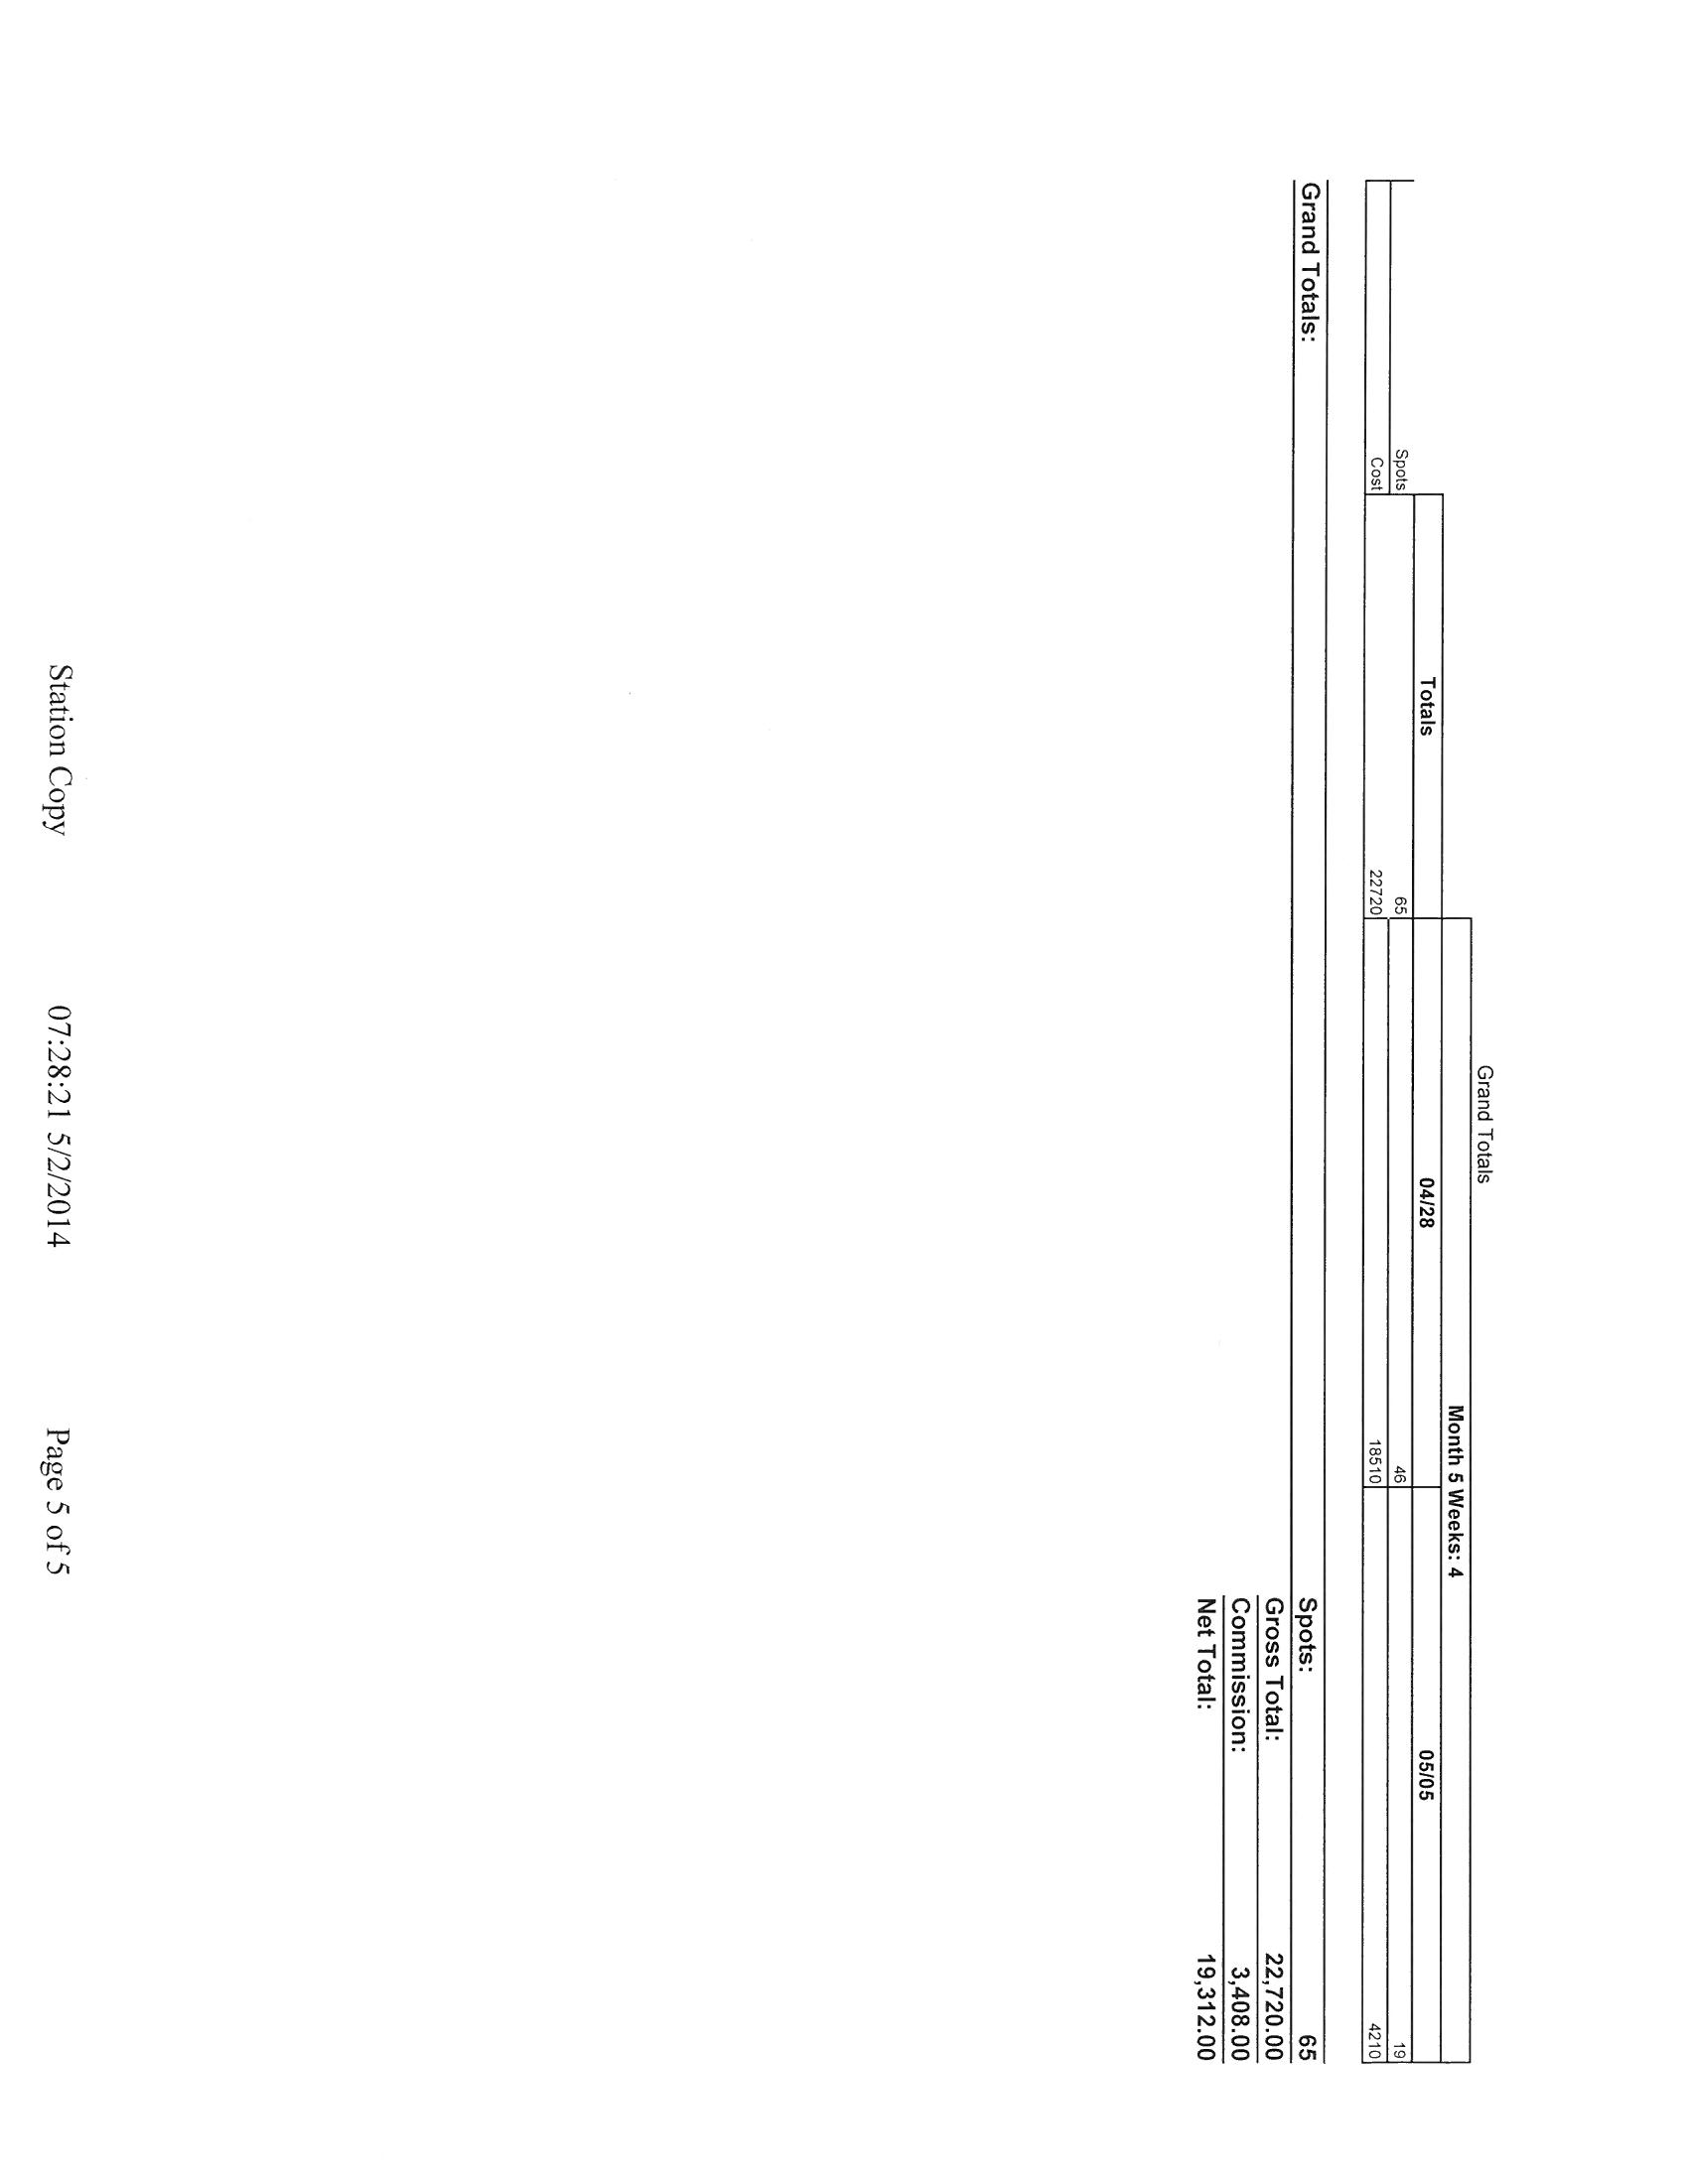 Grand Totals
Month 5 Weeks: 4
Totals 04/28 05/05
Spots 65 46 19
Cost 22720 18510 4210
Grand Totals: Spots: 65
Gross Total: 22,720.00
Commission: 3,408.00
Net Total: 19,312.00
Station Copy 07:28:21 5/2/2014 Page 5 of 5